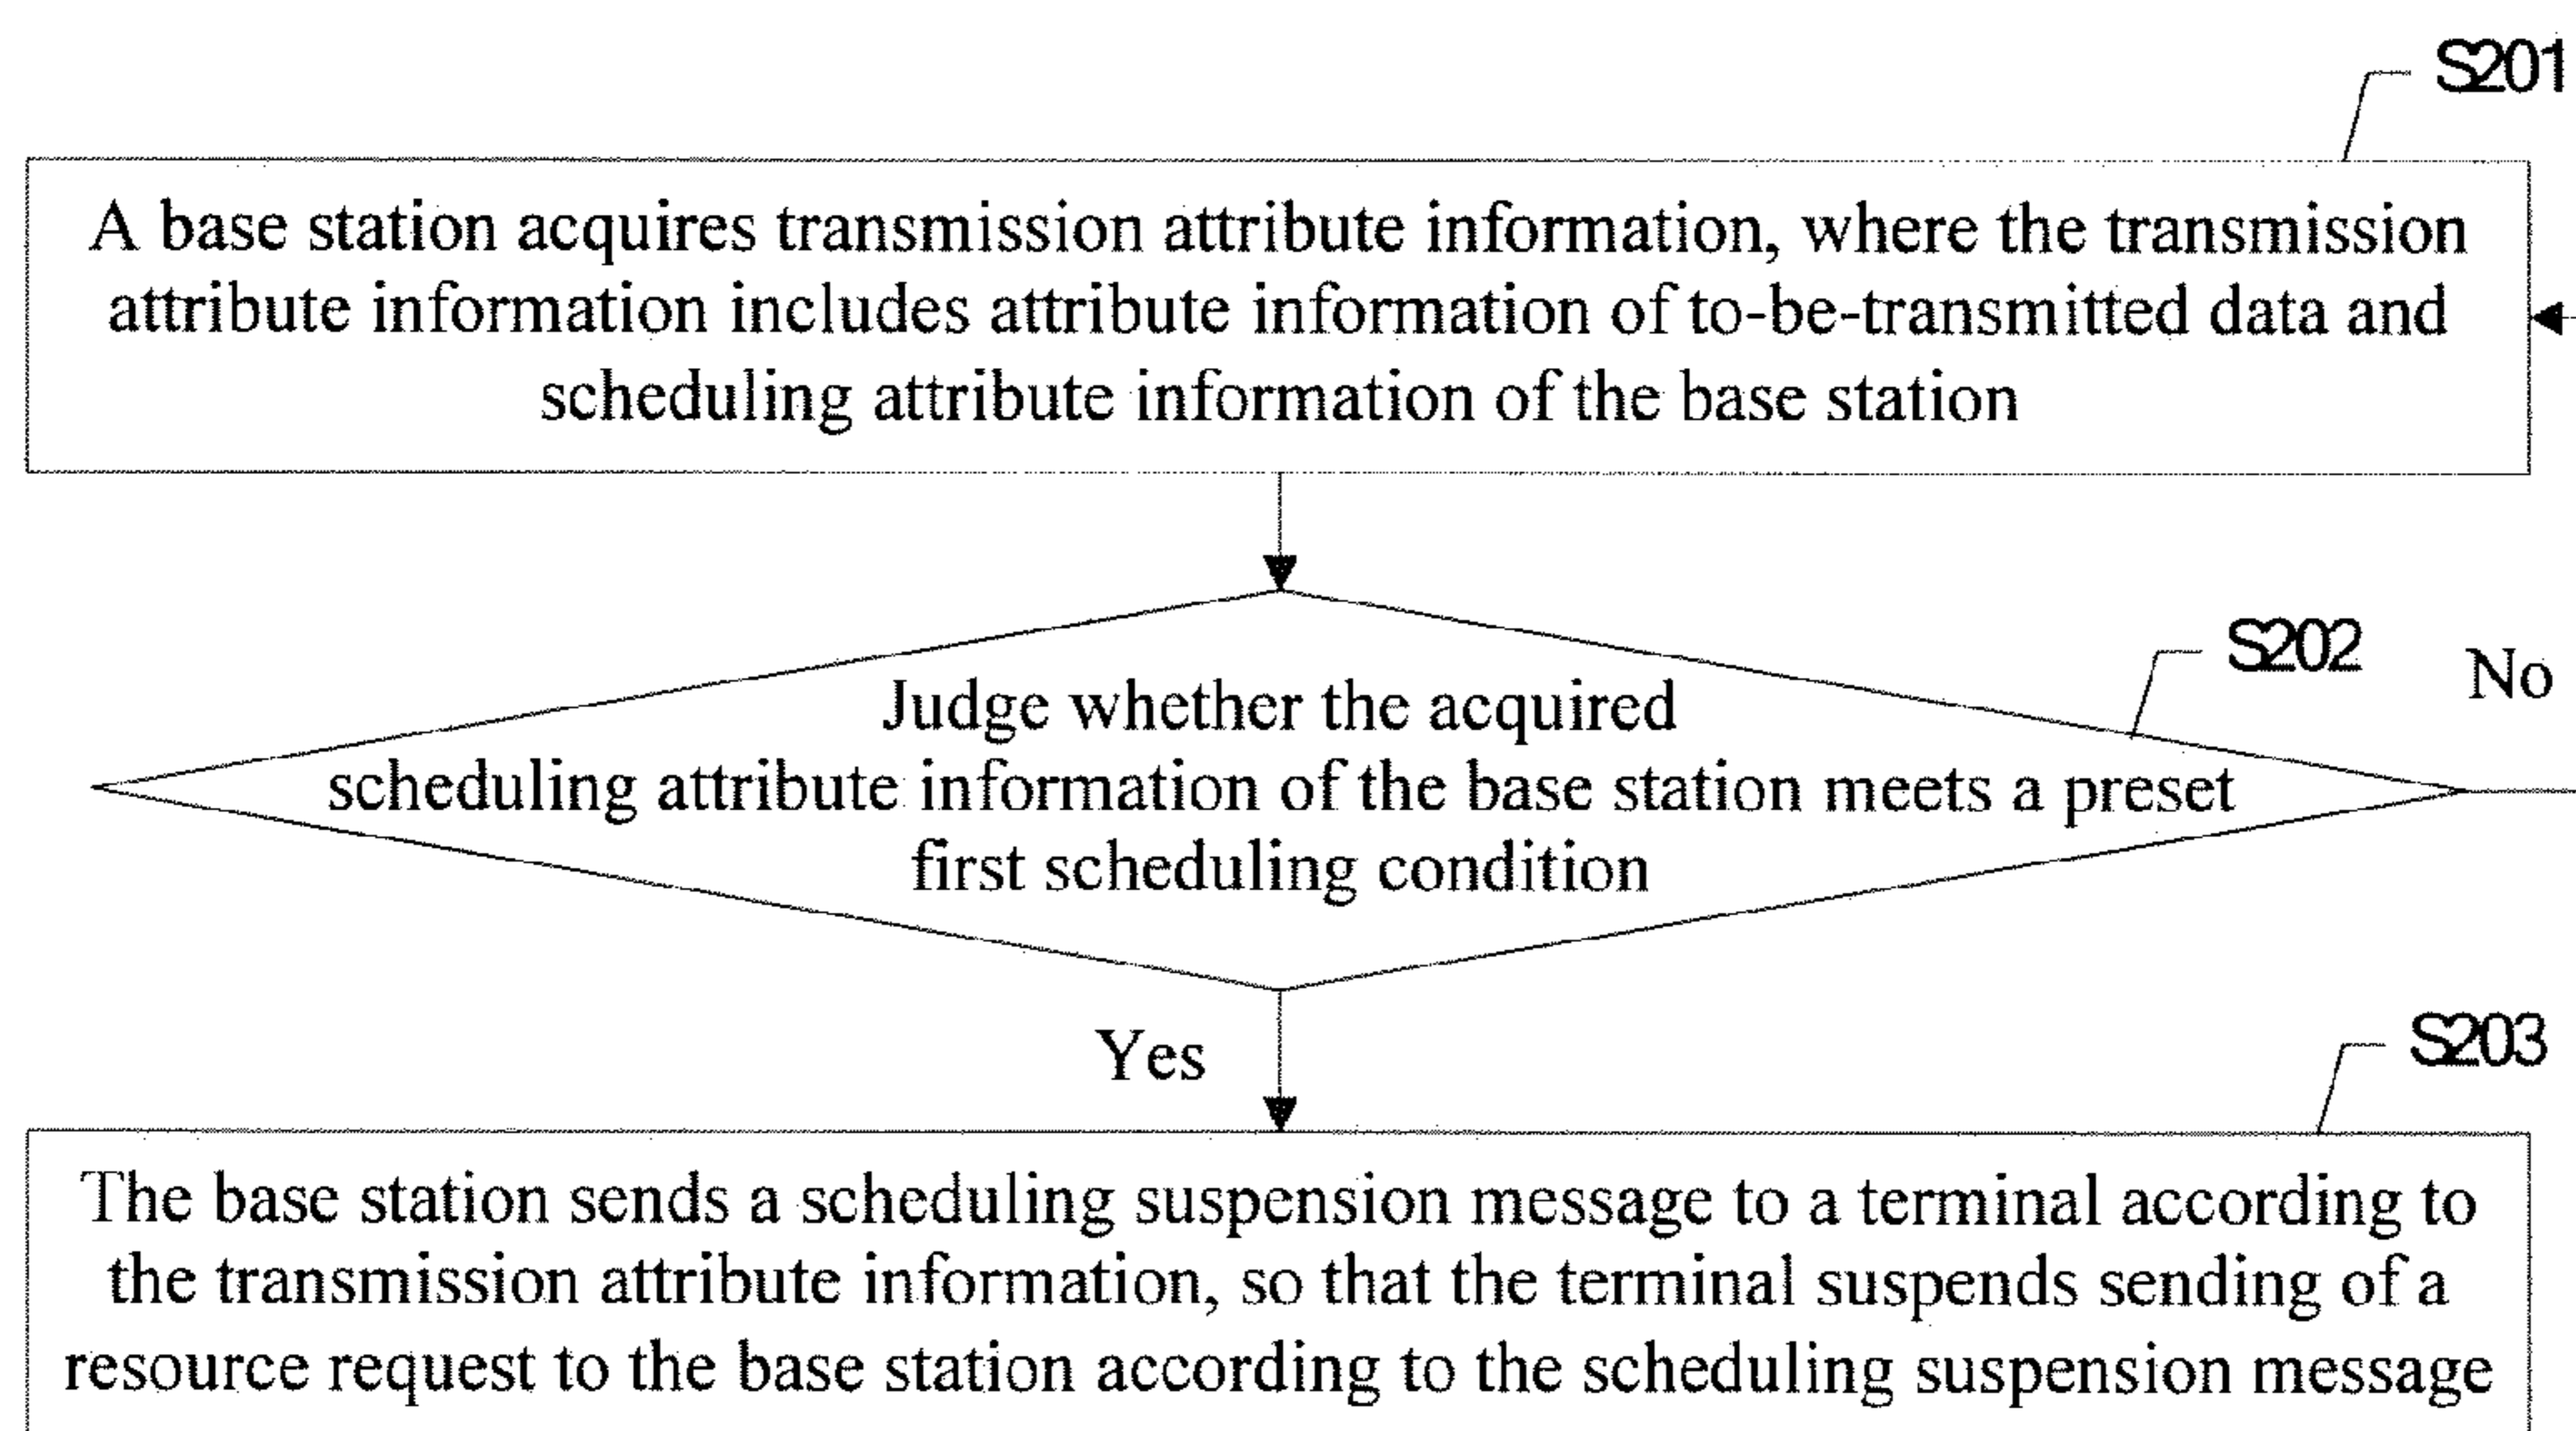 S201
A base station acquires transmission attribute information, where the transmission
attribute information includes attribute information of to-be-transmitted data and
scheduling attribute information of the base station
S202
No
Judge whether the acquired
scheduling attribute information of the base station meets a preset
first scheduling condition
Yes
S203
The base station sends a scheduling suspension message to a terminal according to
the transmission attribute information, so that the terminal suspends sending of a
resource request to the base station according to the scheduling suspension message